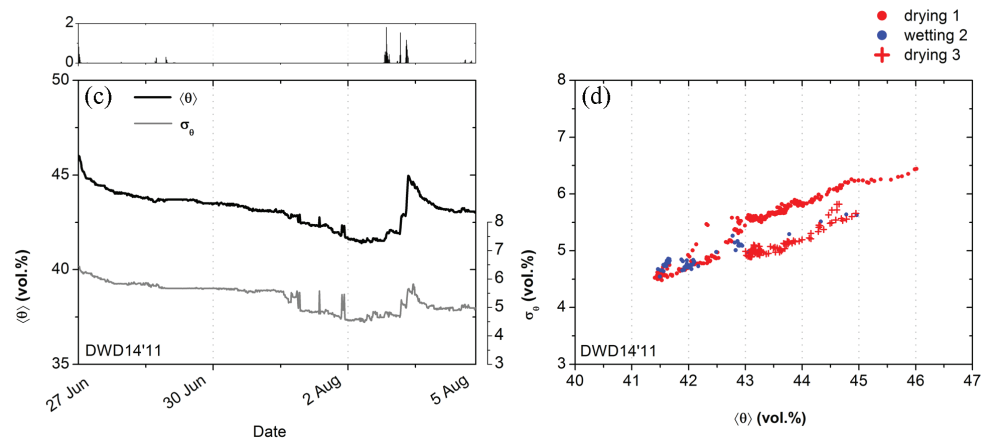 2
0
50
45
40
35
⟨θ⟩ (vol.%)
(c)
⟨θ⟩
σθ
8
7
6
5
4
3
DWD14'11
27 Jun
30 Jun
2 Aug
5 Aug
Date
drying 1
wetting 2
drying 3
(d)
8
7
6
5
4
3
σθ
DWD14'11
40 41 42 43 44 45 46 47
⟨θ⟩ (vol.%)